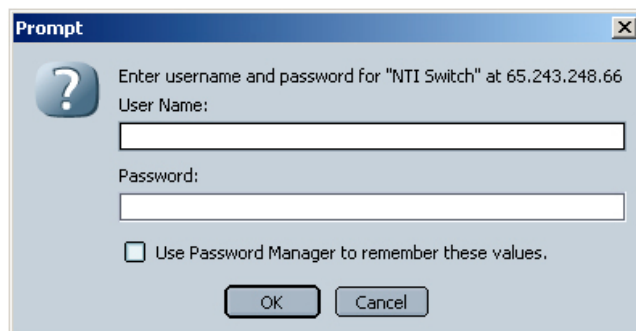 Prompt
Enter username and password for "NTI Switch" at 65.243.248.66
User Name:
Password:
Use Password Manager to remember these values.
OK Cancel